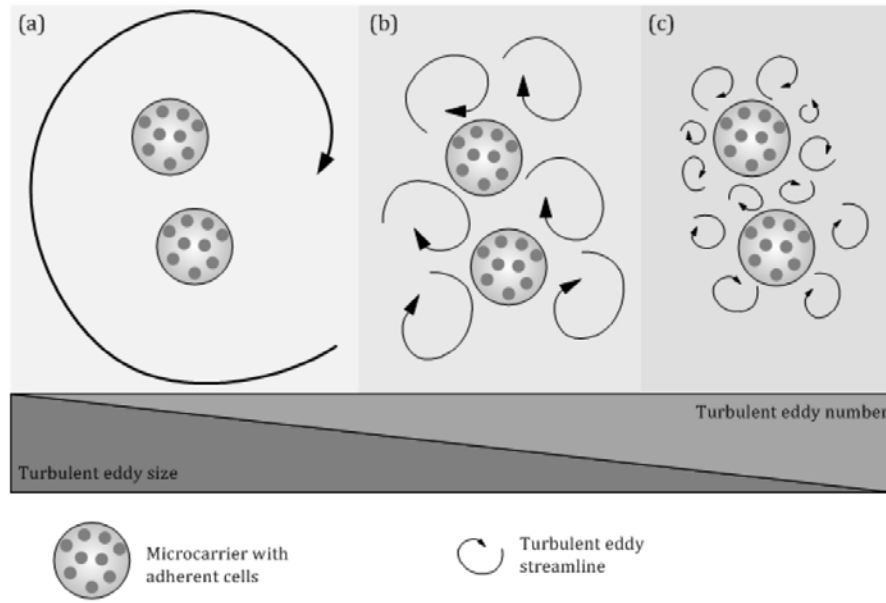 (a)
(b)
(c)
Turbulent eddy number
Turbulent eddy size
Microcarrier with
adherent cells
Turbulent eddy
streamline